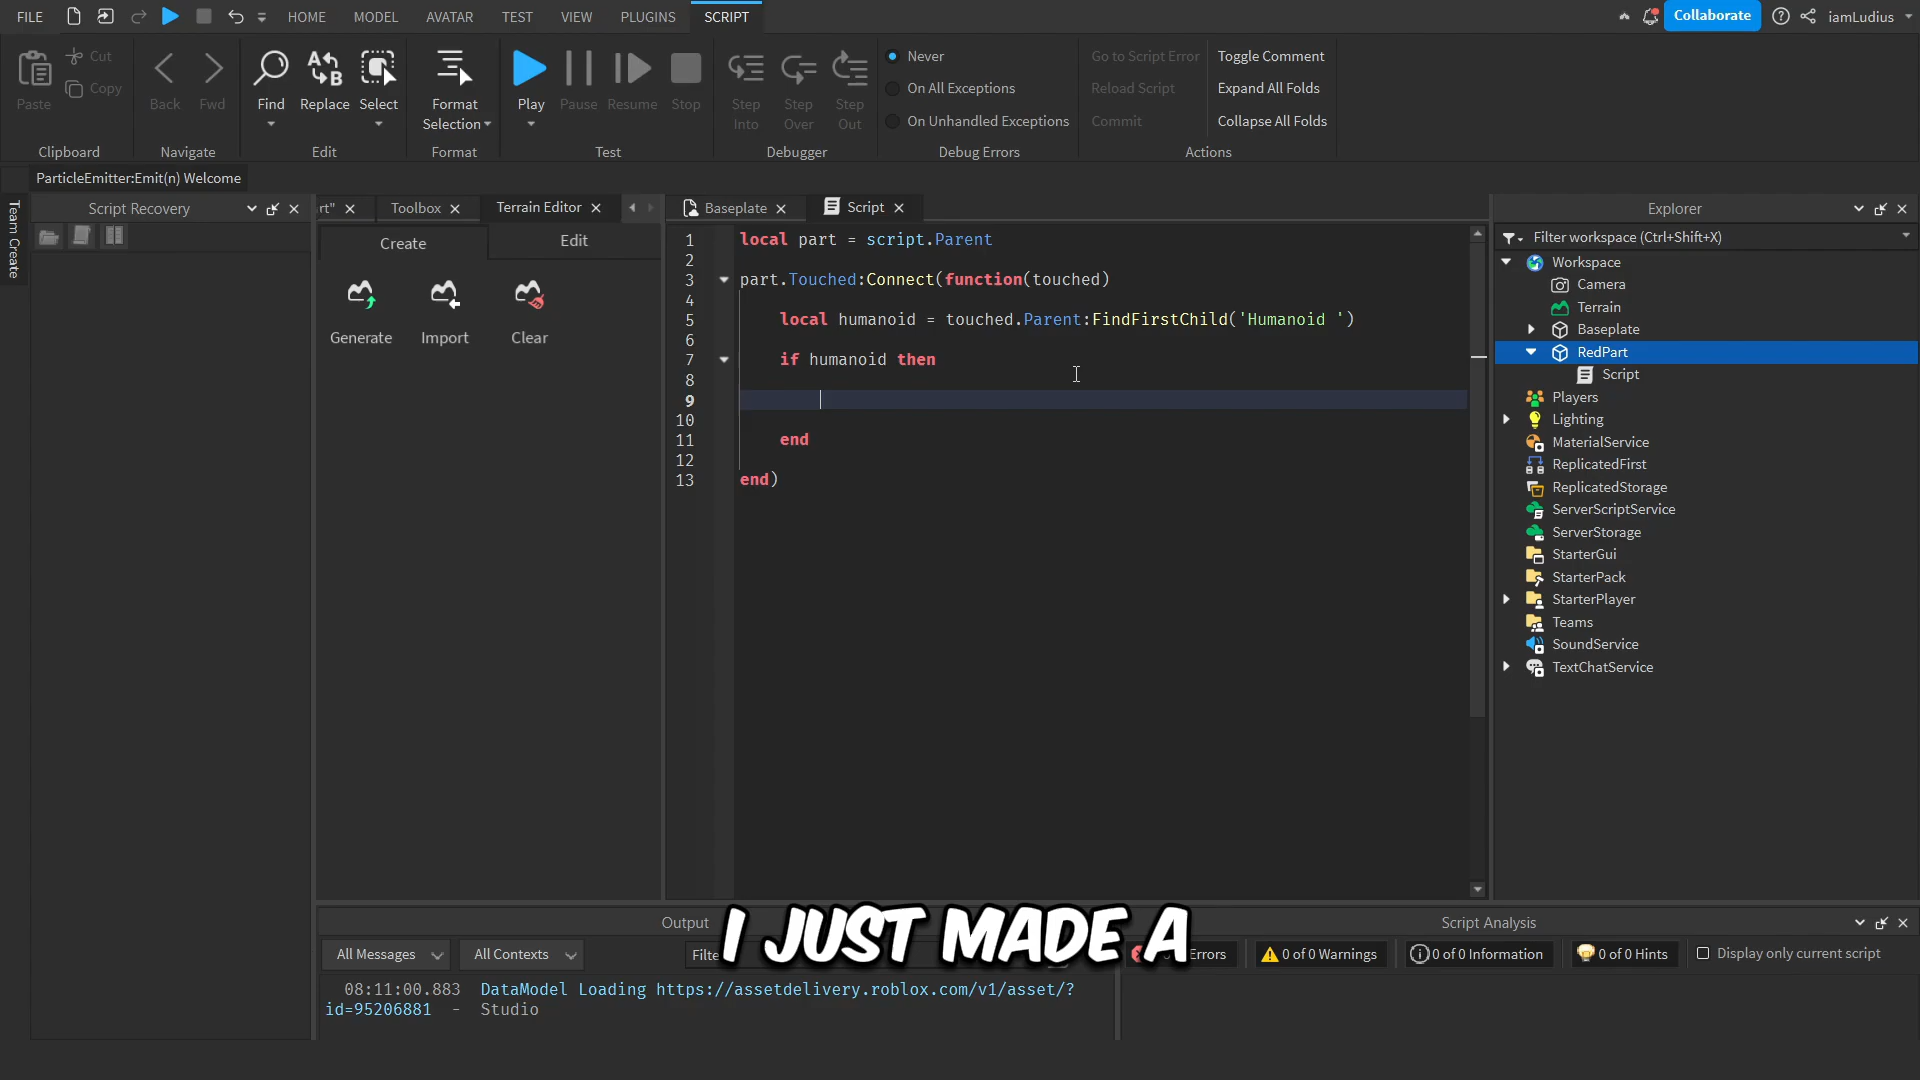 FILE HOME MODEL AVATAR TEST VIEW PLUGINS SCRIPT Collaborate iamLudius
Paste Cut Copy Back Fwd Find Replace Select Format Selection Play Pause Resume Stop Step Into Step Over Step Out
Never Go to Script Error Toggle Comment
On All Exceptions Reload Script Expand All Folds
On Unhandled Exceptions Commit Collapse All Folds
Clipboard Navigate Edit Format Test Debugger Debug Errors Actions
ParticleEmitter:Emit(n) Welcome
Team Create
Script Recovery
rt" Toolbox Terrain Editor
Create Edit
Generate Import Clear
Baseplate Script
1 local part = script.Parent
2
3 part.Touched:Connect(function(touched)
4
5 local humanoid = touched.Parent:FindFirstChild('Humanoid ')
6
7 if humanoid then
8
9
10
11 end
12
13 end)
Explorer
Filter workspace (Ctrl+Shift+X)
Workspace
Camera
Terrain
Baseplate
RedPart
Script
Players
Lighting
MaterialService
ReplicatedFirst
ReplicatedStorage
ServerScriptService
ServerStorage
StarterGui
StarterPack
StarterPlayer
Teams
SoundService
TextChatService
I JUST MADE A
Output
All Messages All Contexts Filte
08:11:00.883 DataModel Loading https://assetdelivery.roblox.com/v1/asset/?
id=95206881 - Studio
Script Analysis
Errors 0 of 0 Warnings 0 of 0 Information 0 of 0 Hints Display only current script